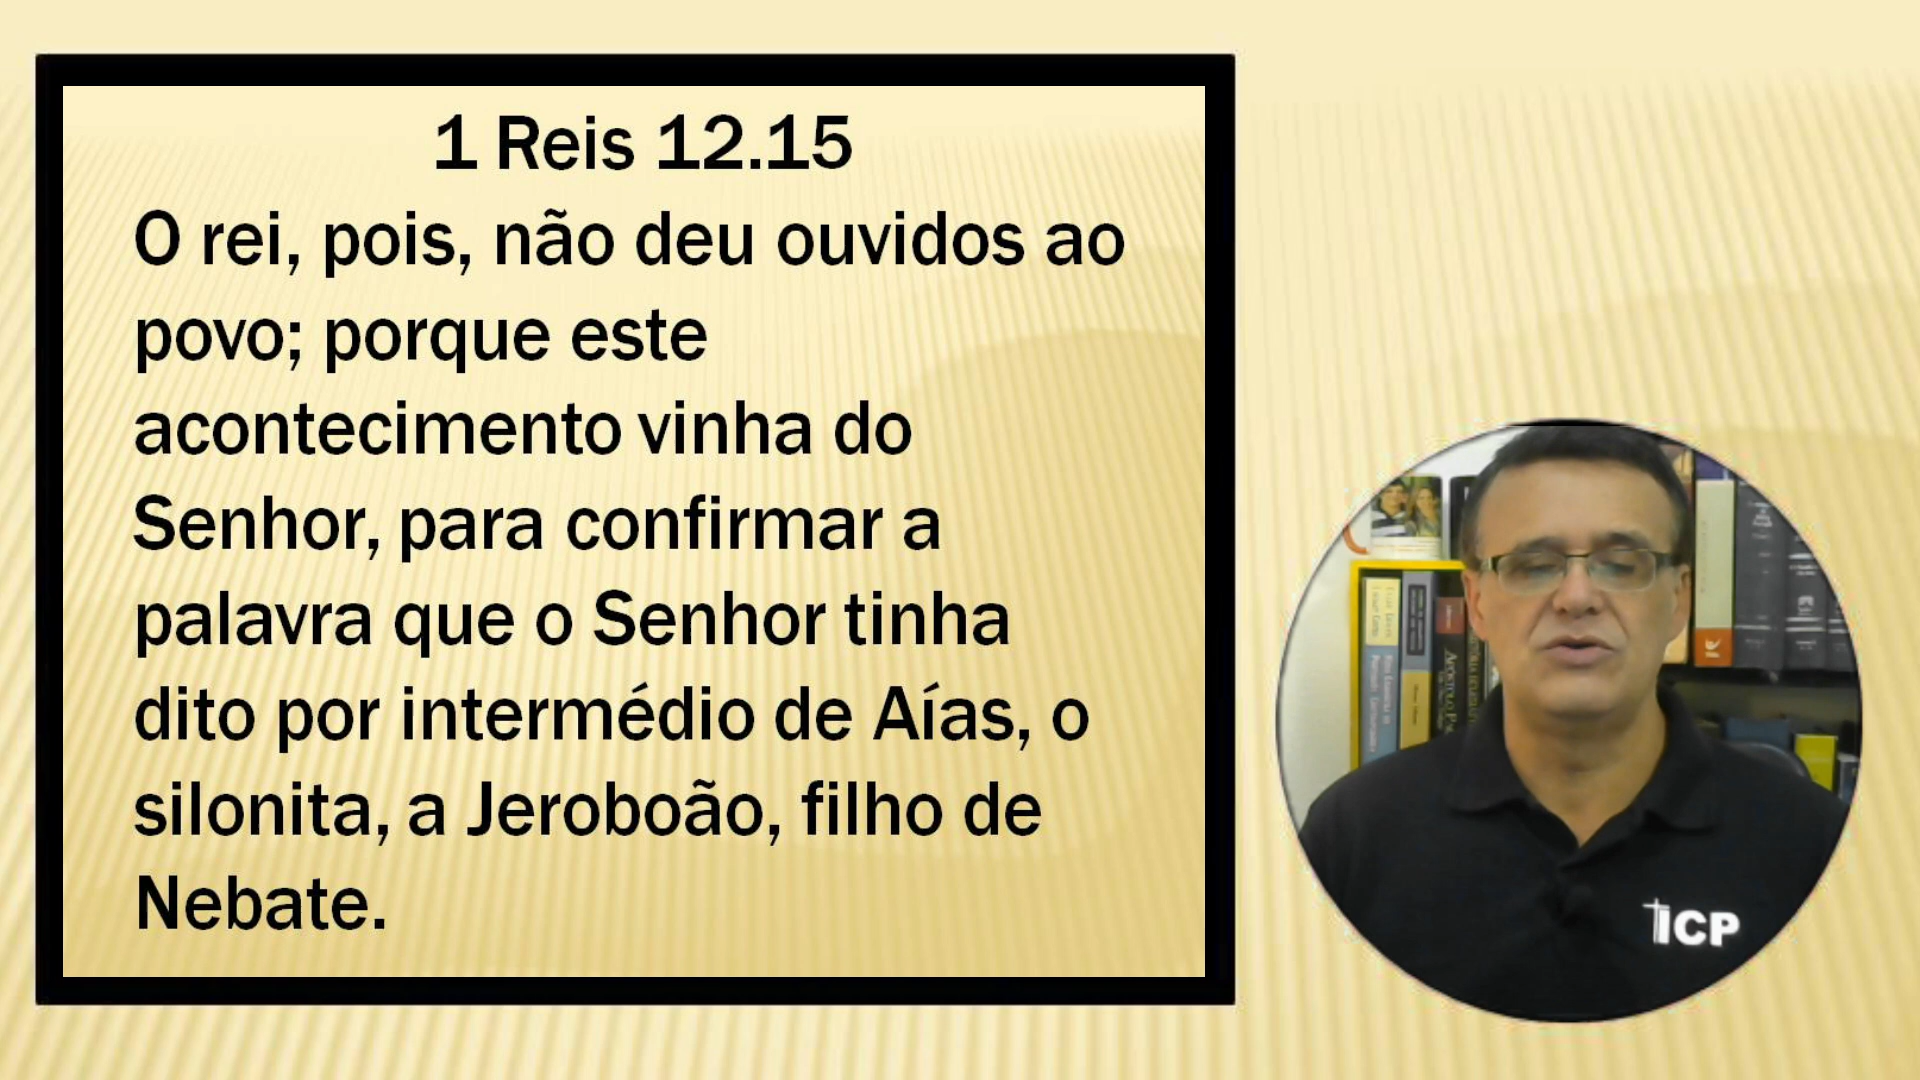 1 Reis 12.15
O rei, pois, não deu ouvidos ao
povo; porque este
acontecimento vinha do
Senhor, para confirmar a
palavra que o Senhor tinha
dito por intermédio de Aías, o
silonita, a Jeroboão, filho de
Nebate.
ICP